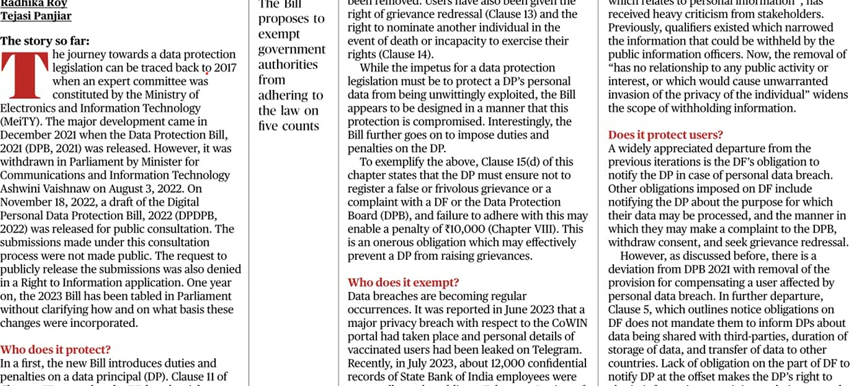 Radhika Roy
Tejasi Panjiar
The story so far:
The journey towards a data protection
legislation can be traced back to 2017
when an expert committee was
constituted by the Ministry of
Electronics and Information Technology
(MeiTY). The major development came in
December 2021 when the Data Protection Bill,
2021 (DPB, 2021) was released. However, it was
withdrawn in Parliament by Minister for
Communications and Information Technology
Ashwini Vaishnaw on August 3, 2022. On
November 18, 2022, a draft of the Digital
Personal Data Protection Bill, 2022 (DPDPB,
2022) was released for public consultation. The
submissions made under this consultation
process were not made public. The request to
publicly release the submissions was also denied
in a Right to Information application. One year
on, the 2023 Bill has been tabled in Parliament
without clarifying how and on what basis these
changes were incorporated.
Who does it protect?
In a first, the new Bill introduces duties and
penalties on a data principal (DP). Clause 11 of
The Bill
proposes to
exempt
government
authorities
from
adhering to
the law on
five counts
been removed. Users have also been given the
right of grievance redressal (Clause 13) and the
right to nominate another individual in the
event of death or incapacity to exercise their
rights (Clause 14).
While the impetus for a data protection
legislation must be to protect a DP's personal
data from being unwittingly exploited, the Bill
appears to be designed in a manner that this
protection is compromised. Interestingly, the
Bill further goes on to impose duties and
penalties on the DP.
To exemplify the above, Clause 15(d) of this
chapter states that the DP must ensure not to
register a false or frivolous grievance or a
complaint with a DF or the Data Protection
Board (DPB), and failure to adhere with this may
enable a penalty of ₹10,000 (Chapter VIII). This
is an onerous obligation which may effectively
prevent a DP from raising grievances.
Who does it exempt?
Data breaches are becoming regular
occurrences. It was reported in June 2023 that a
major privacy breach with respect to the CoWIN
portal had taken place and personal details of
vaccinated users had been leaked on Telegram.
Recently, in July 2023, about 12,000 confidential
records of State Bank of India employees were
which relates to personal information", has
received heavy criticism from stakeholders.
Previously, qualifiers existed which narrowed
the information that could be withheld by the
public information officers. Now, the removal of
"has no relationship to any public activity or
interest, or which would cause unwarranted
invasion of the privacy of the individual" widens
the scope of withholding information.
Does it protect users?
A widely appreciated departure from the
previous iterations is the DF's obligation to
notify the DP in case of personal data breach.
Other obligations imposed on DF include
notifying the DP about the purpose for which
their data may be processed, and the manner in
which they may make a complaint to the DPB,
withdraw consent, and seek grievance redressal.
However, as discussed before, there is a
deviation from DPB 2021 with removal of the
provision for compensating a user affected by
personal data breach. In further departure,
Clause 5, which outlines notice obligations on
DF does not mandate them to inform DPs about
data being shared with third-parties, duration of
storage of data, and transfer of data to other
countries. Lack of obligation on the part of DF to
notify DP at the offset makes the DP's right to